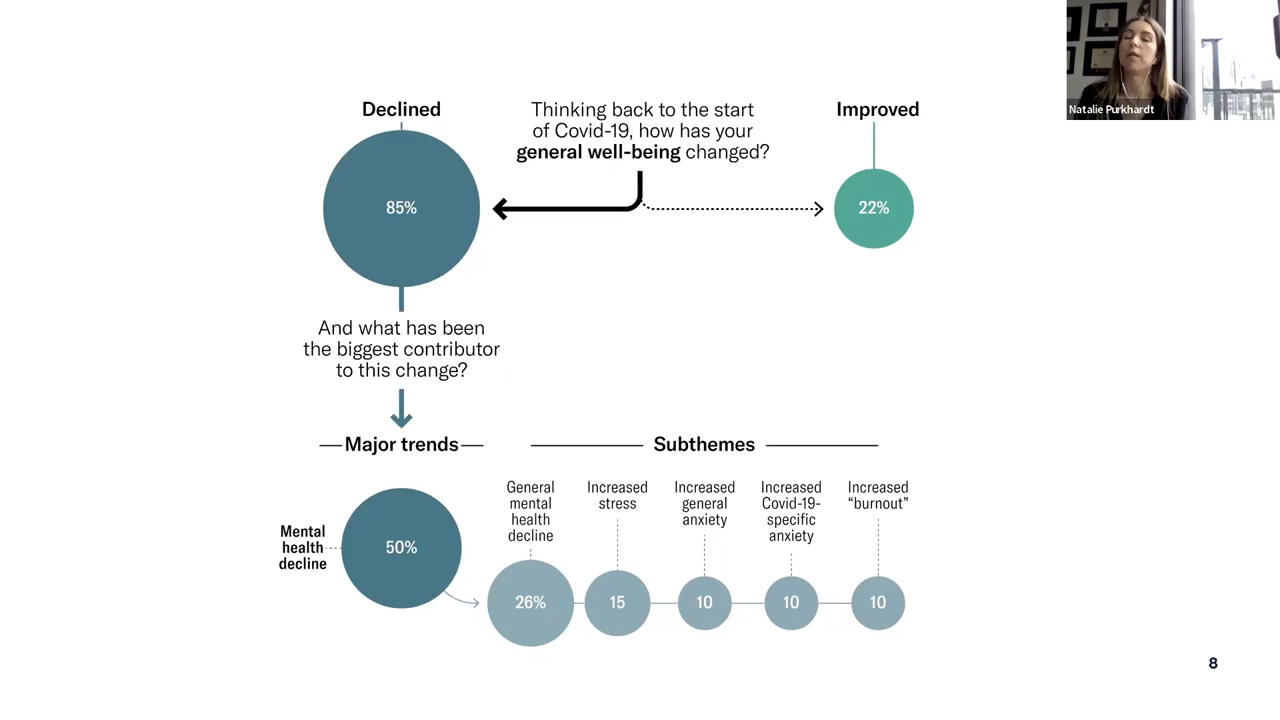 Natalie Purkhardt
Declined
Thinking back to the start
of Covid-19, how has your
general well-being changed?
Improved
85%
22%
And what has been
the biggest contributor
to this change?
Major trends
Subthemes
Mental
health
decline
50%
General
mental
health
decline
Increased
stress
Increased
general
anxiety
Increased
Covid-19-
specific
anxiety
Increased
“burnout”
26%
15
10
10
10
8